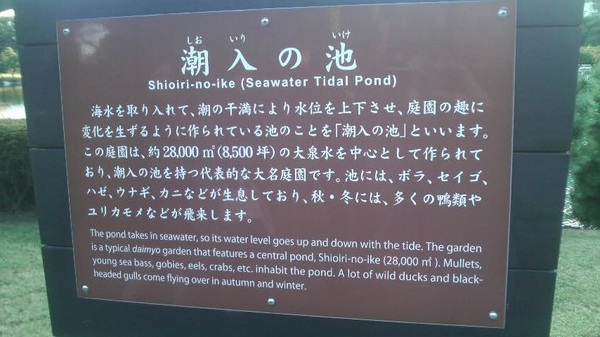 しお いり いけ
潮入の池
Shioiri-no-ike (Seawater Tidal Pond)
海水を取り入れて、潮の干満により水位を上下させ、庭園の趣に
変化を生ずるように作られている池のことを「潮入の池」といいます。
この庭園は、約28,000㎡(8,500坪)の大泉水を中心として作られて
おり、潮入の池を持つ代表的な大名庭園です。池には、ボラ、セイゴ、
ハゼ、ウナギ、カニなどが生息しており、秋・冬には、多くの鴨類や
ユリカモメなどが飛来します。
The pond takes in seawater, so its water level goes up and down with the tide. The garden
is a typical daimyo garden that features a central pond, Shioiri-no-ike (28,000 ㎡). Mullets,
young sea bass, gobies, eels, crabs, etc. inhabit the pond. A lot of wild ducks and black-
headed gulls come flying over in autumn and winter.